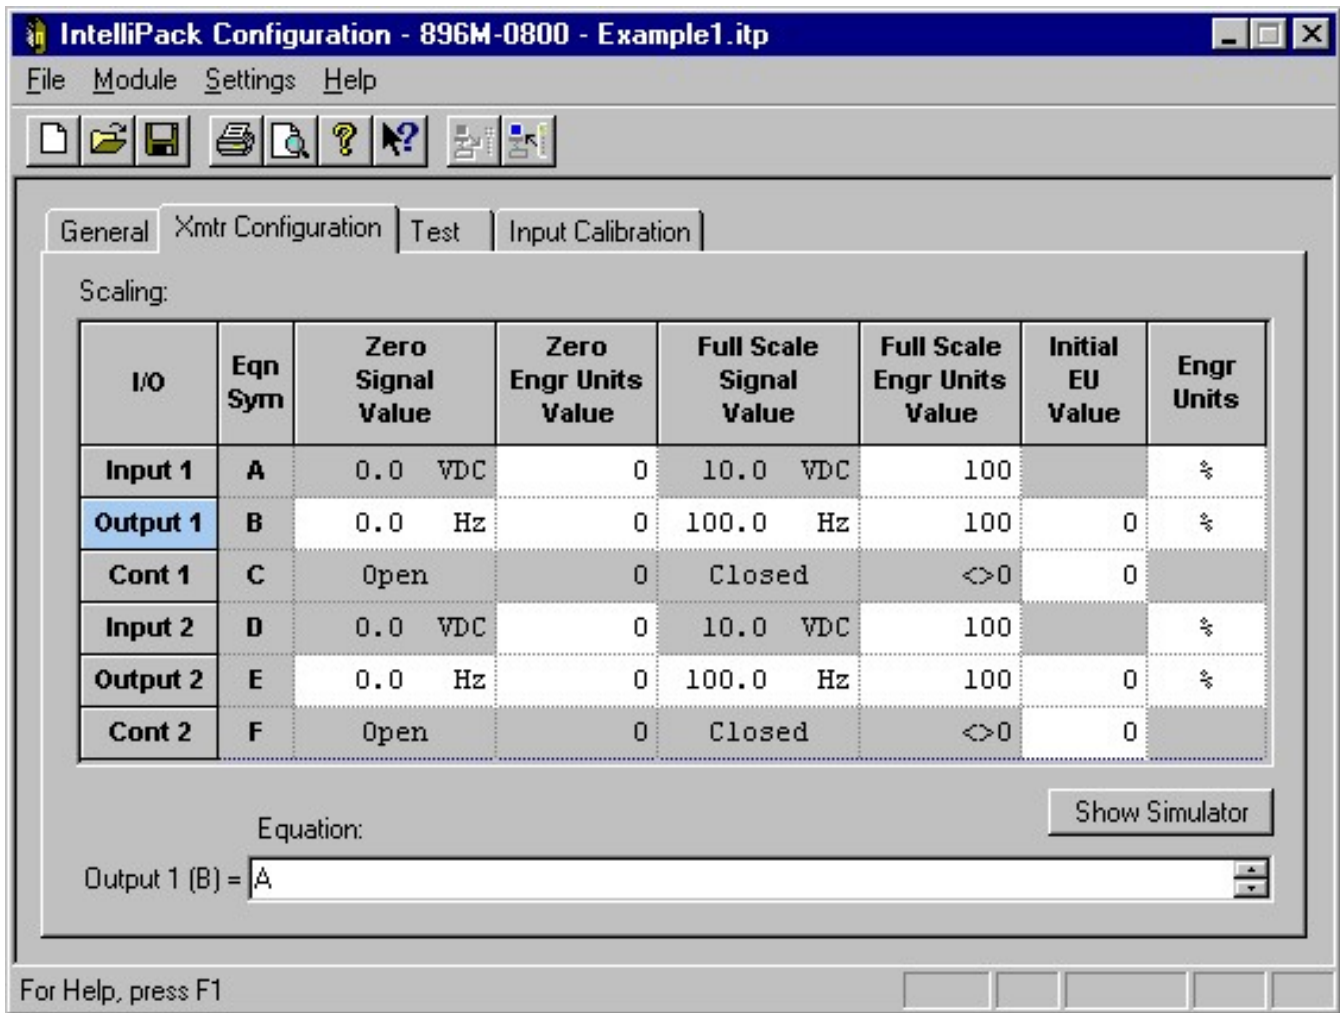 IntelliPack Configuration - 896M-0800 - Example1.itp
File Module Settings Help
General Xmtr Configuration Test Input Calibration
Scaling:
I/O Eqn Sym Zero Signal Value Zero Engr Units Value Full Scale Signal Value Full Scale Engr Units Value Initial EU Value Engr Units
Input 1 A 0.0 VDC 0 10.0 VDC 100 %
Output 1 B 0.0 Hz 0 100.0 Hz 100 0 %
Cont 1 C Open 0 Closed <>0 0
Input 2 D 0.0 VDC 0 10.0 VDC 100 %
Output 2 E 0.0 Hz 0 100.0 Hz 100 0 %
Cont 2 F Open 0 Closed <>0 0
Show Simulator
Equation:
Output 1 (B) = A
For Help, press F1